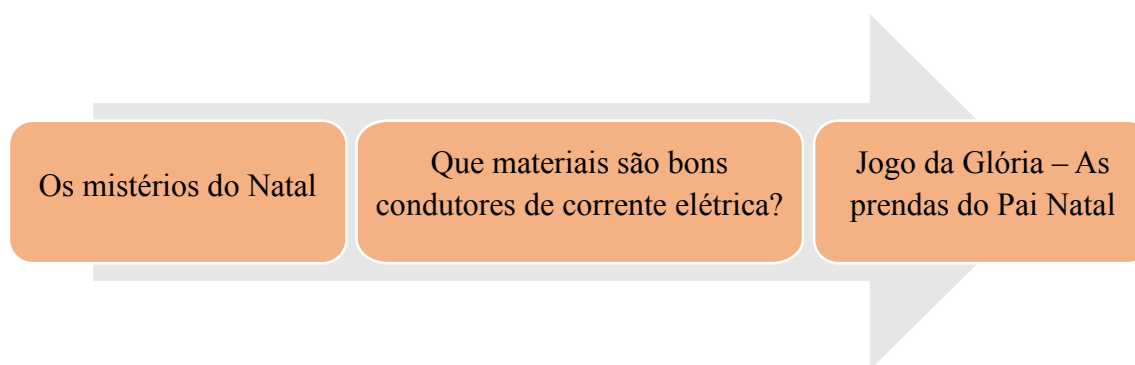 Os mistérios do Natal
Que materiais são bons
condutores de corrente elétrica?
Jogo da Glória – As
prendas do Pai Natal